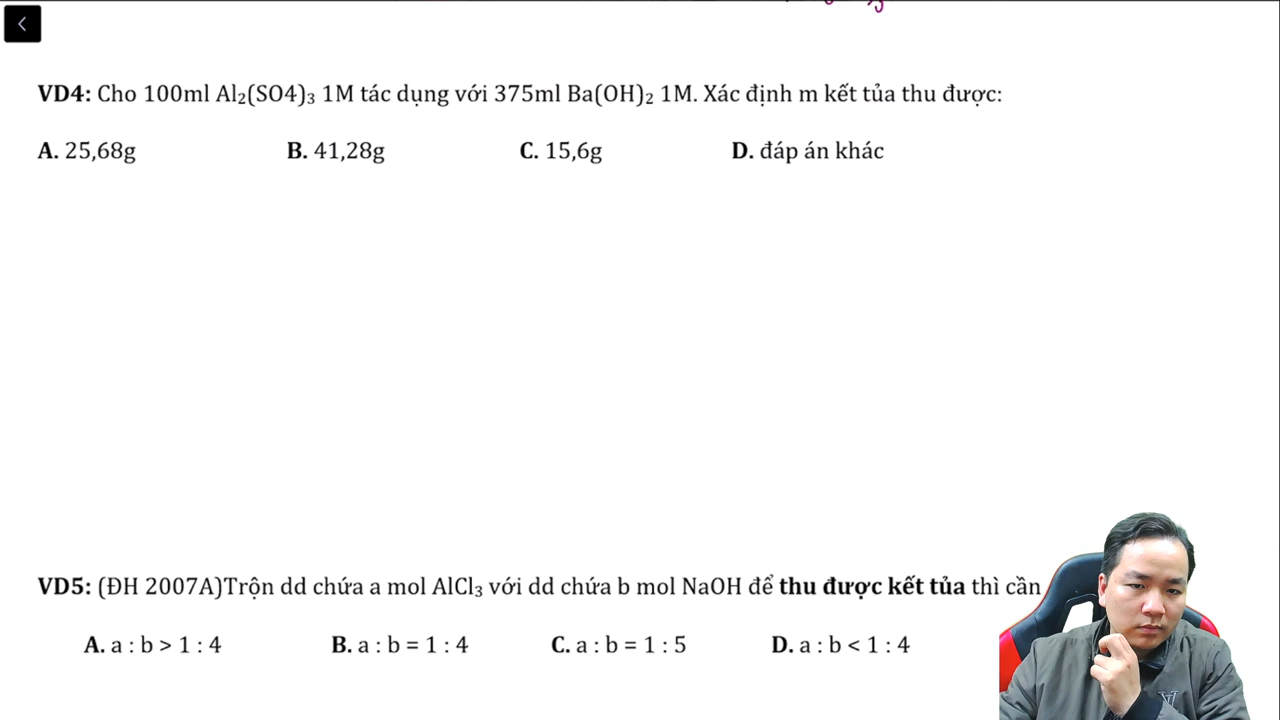 VD4: Cho 100ml Al₂(SO4)₃ 1M tác dụng với 375ml Ba(OH)₂ 1M. Xác định m kết tủa thu được:
A. 25,68g B. 41,28g C. 15,6g D. đáp án khác
VD5: (ĐH 2007A)Trộn dd chứa a mol AlCl₃ với dd chứa b mol NaOH để thu được kết tủa thì cần
A. a : b > 1 : 4 B. a : b = 1 : 4 C. a : b = 1 : 5 D. a : b < 1 : 4